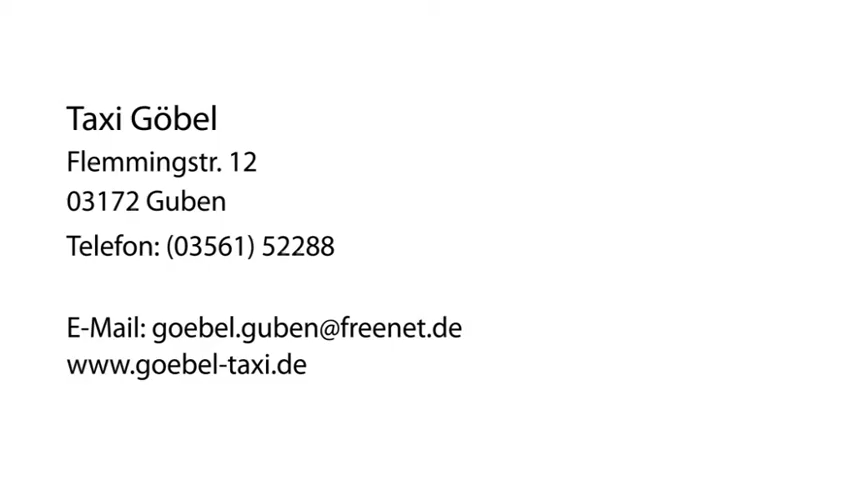 Taxi Göbel
Flemmingstr. 12
03172 Guben
Telefon: (03561) 52288
E-Mail: goebel.guben@freenet.de
www.goebel-taxi.de